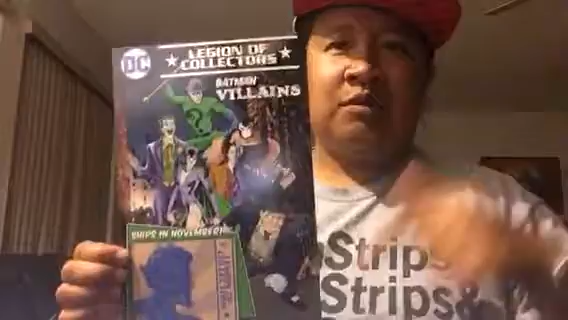 DC
LEGION OF
COLLECTORS
BATMAN
VILLAINS
SHIPS IN NOVEMBER!
Strips
Strips&